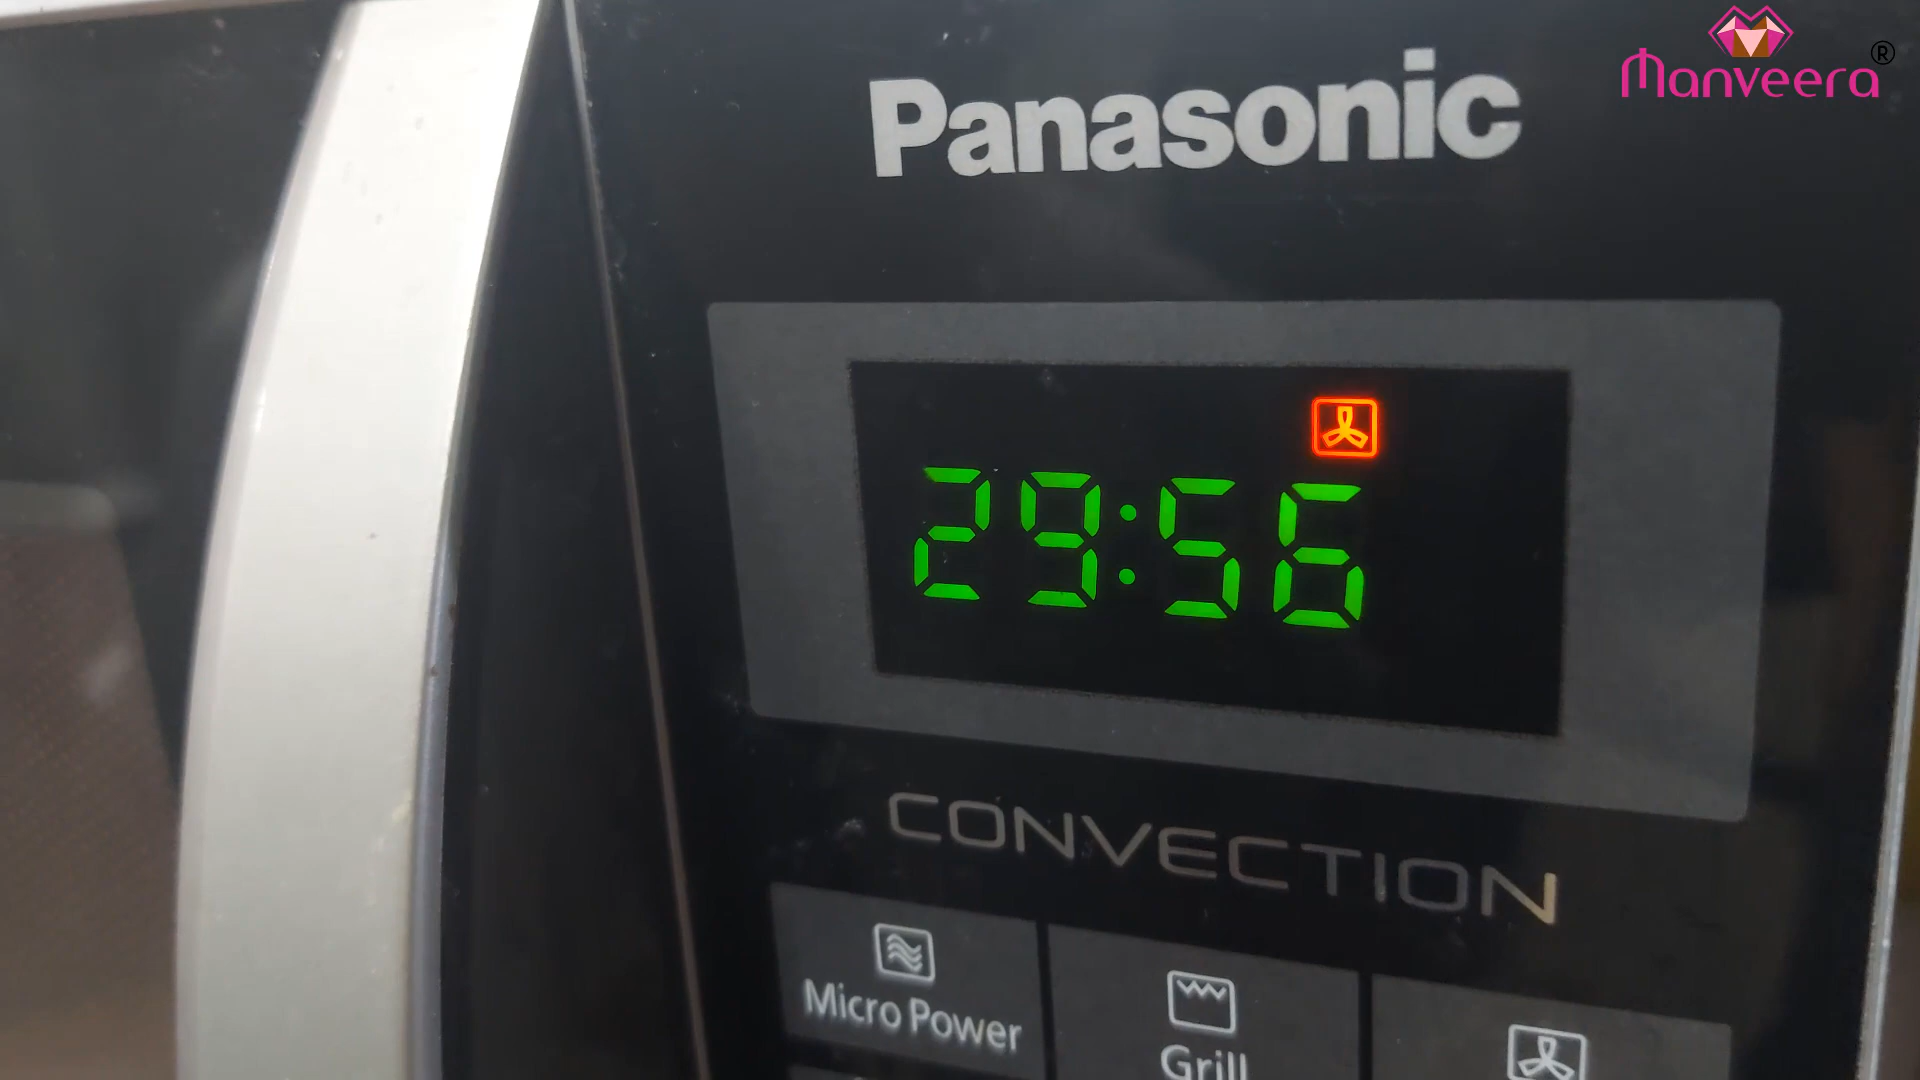 Manveera®
Panasonic
29:56
CONVECTION
Micro Power
Grill